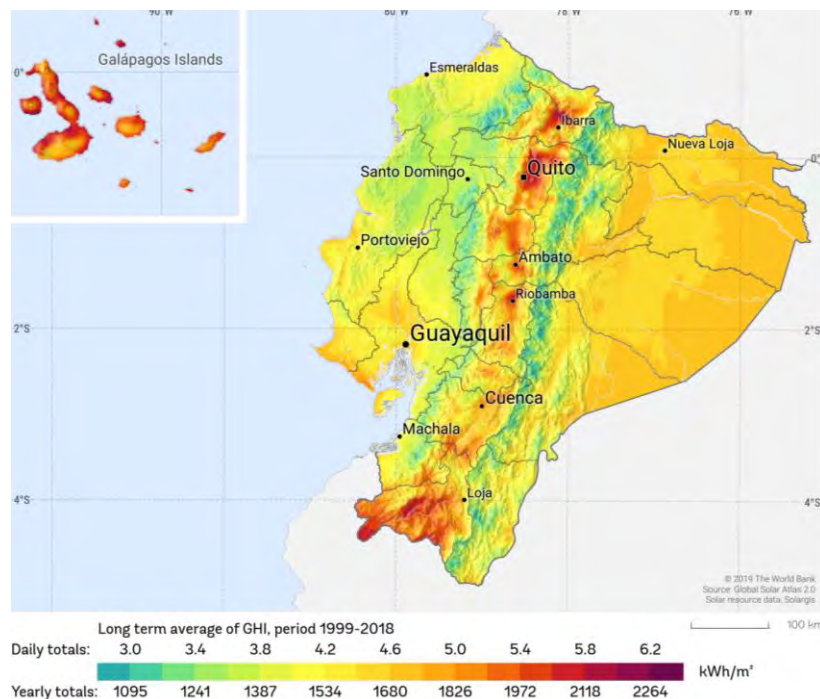 90°W
80°W
78°W
76°W
Galápagos Islands
0°
Esmeraldas
Ibarra
Nueva Loja
0°
Santo Domingo
Quito
Portoviejo
Ambato
Riobamba
2°S
2°S
Guayaquil
Cuenca
Machala
4°S
Loja
4°S
© 2019 The World Bank
Source: Global Solar Atlas 2.0
Solar resource data: Solargis
Long term average of GHI, period 1999-2018
100 km
Daily totals: 3.0 3.4 3.8 4.2 4.6 5.0 5.4 5.8 6.2
kWh/m²
Yearly totals: 1095 1241 1387 1534 1680 1826 1972 2118 2264